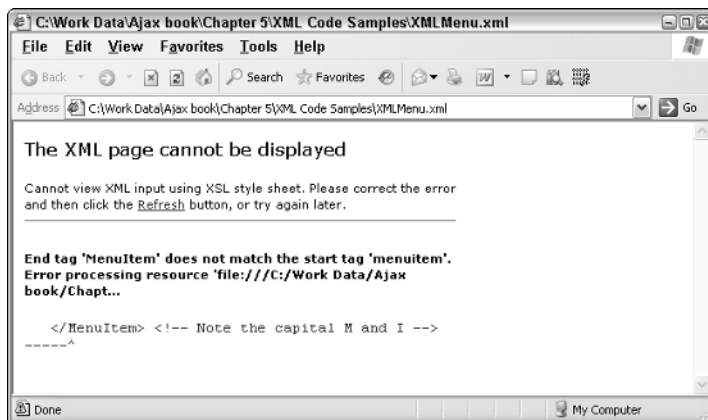 C:\Work Data\Ajax book\Chapter 5\XML Code Samples\XMLMenu.xml
File Edit View Favorites Tools Help
Back Search Favorites
Address C:\Work Data\Ajax book\Chapter 5\XML Code Samples\XMLMenu.xml Go
The XML page cannot be displayed
Cannot view XML input using XSL style sheet. Please correct the error
and then click the Refresh button, or try again later.
End tag 'MenuItem' does not match the start tag 'menuitem'.
Error processing resource 'file:///C:/Work Data/Ajax
book/Chapt...
</MenuItem> <!-- Note the capital M and I -->
-----^
Done My Computer